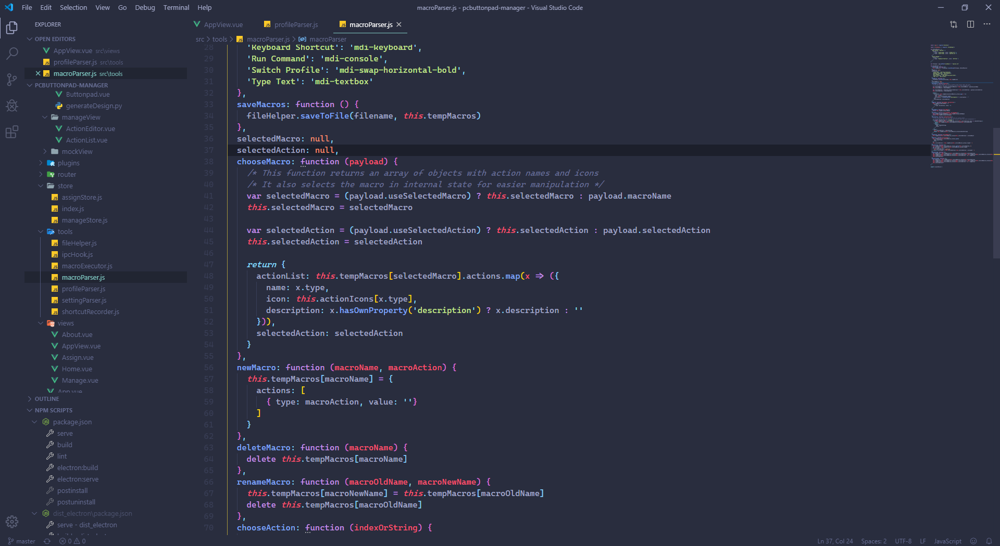 File Edit Selection View Go Debug Terminal Help
macroParser.js - pcbuttonpad-manager - Visual Studio Code
EXPLORER
OPEN EDITORS
AppView.vue src\views
profileParser.js src\tools
macroParser.js src\tools
PCBUTTONPAD-MANAGER
Buttonpad.vue
generateDesign.py
manageView
ActionEditor.vue
ActionList.vue
mockView
plugins
router
store
assignStore.js
index.js
manageStore.js
tools
fileHelper.js
ipcHook.js
macroExecutor.js
macroParser.js
profileParser.js
settingParser.js
shortcutRecorder.js
views
About.vue
AppView.vue
Assign.vue
Home.vue
Manage.vue
App.vue
OUTLINE
NPM SCRIPTS
package.json
serve
build
lint
electron:build
electron:serve
postinstall
postuninstall
dist_electron\package.json
serve - dist_electron
AppView.vue
profileParser.js
macroParser.js
src > tools > macroParser.js > macroParser
28 'Keyboard Shortcut': 'mdi-keyboard',
29 'Run Command': 'mdi-console',
30 'Switch Profile': 'mdi-swap-horizontal-bold',
31 'Type Text': 'mdi-textbox'
32 },
33 saveMacros: function () {
34 fileHelper.saveToFile(filename, this.tempMacros)
35 },
36 selectedMacro: null,
37 selectedAction: null,
38 chooseMacro: function (payload) {
39 /* This function returns an array of objects with action names and icons
40 /* It also selects the macro in internal state for easier manipulation */
41 var selectedMacro = (payload.useSelectedMacro) ? this.selectedMacro : payload.macroName
42 this.selectedMacro = selectedMacro
43
44 var selectedAction = (payload.useSelectedAction) ? this.selectedAction : payload.selectedAction
45 this.selectedAction = selectedAction
46
47 return {
48 actionList: this.tempMacros[selectedMacro].actions.map(x => ({
49 name: x.type,
50 icon: this.actionIcons[x.type],
51 description: x.hasOwnProperty('description') ? x.description : ''
52 })),
53 selectedAction: selectedAction
54 }
55 },
56 newMacro: function (macroName, macroAction) {
57 this.tempMacros[macroName] = {
58 actions: [
59 { type: macroAction, value: ''}
60 ]
61 }
62 },
63 deleteMacro: function (macroName) {
64 delete this.tempMacros[macroName]
65 },
66 renameMacro: function (macroOldName, macroNewName) {
67 this.tempMacros[macroNewName] = this.tempMacros[macroOldName]
68 delete this.tempMacros[macroOldName]
69 },
70 chooseAction: function (indexOrString) {
master 0 0
Ln 37, Col 24 Spaces: 2 UTF-8 LF JavaScript